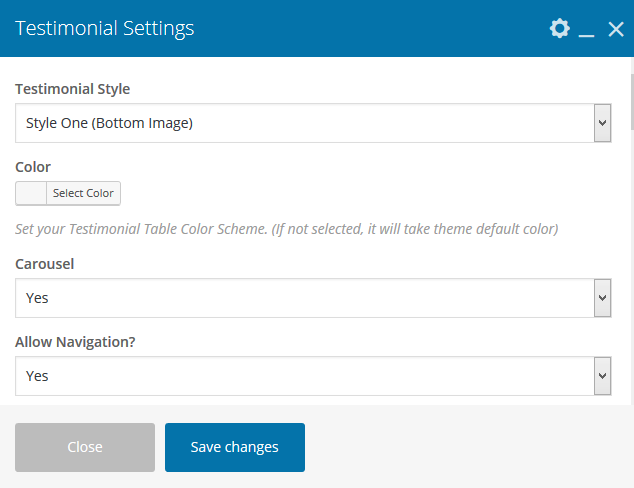 Testimonial Settings
Testimonial Style
Style One (Bottom Image)
Color
Select Color
Set your Testimonial Table Color Scheme. (If not selected, it will take theme default color)
Carousel
Yes
Allow Navigation?
Yes
Close
Save changes